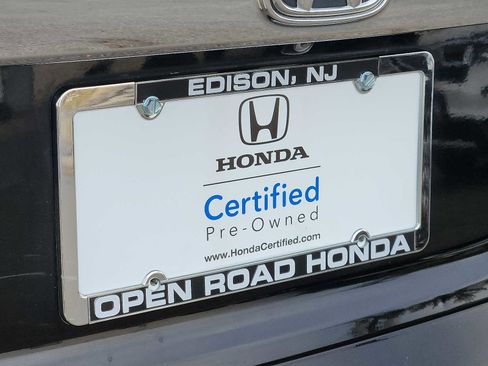 EDISON, NJ
HONDA
Certified
Pre-Owned
www.HondaCertified.com
OPEN ROAD HONDA